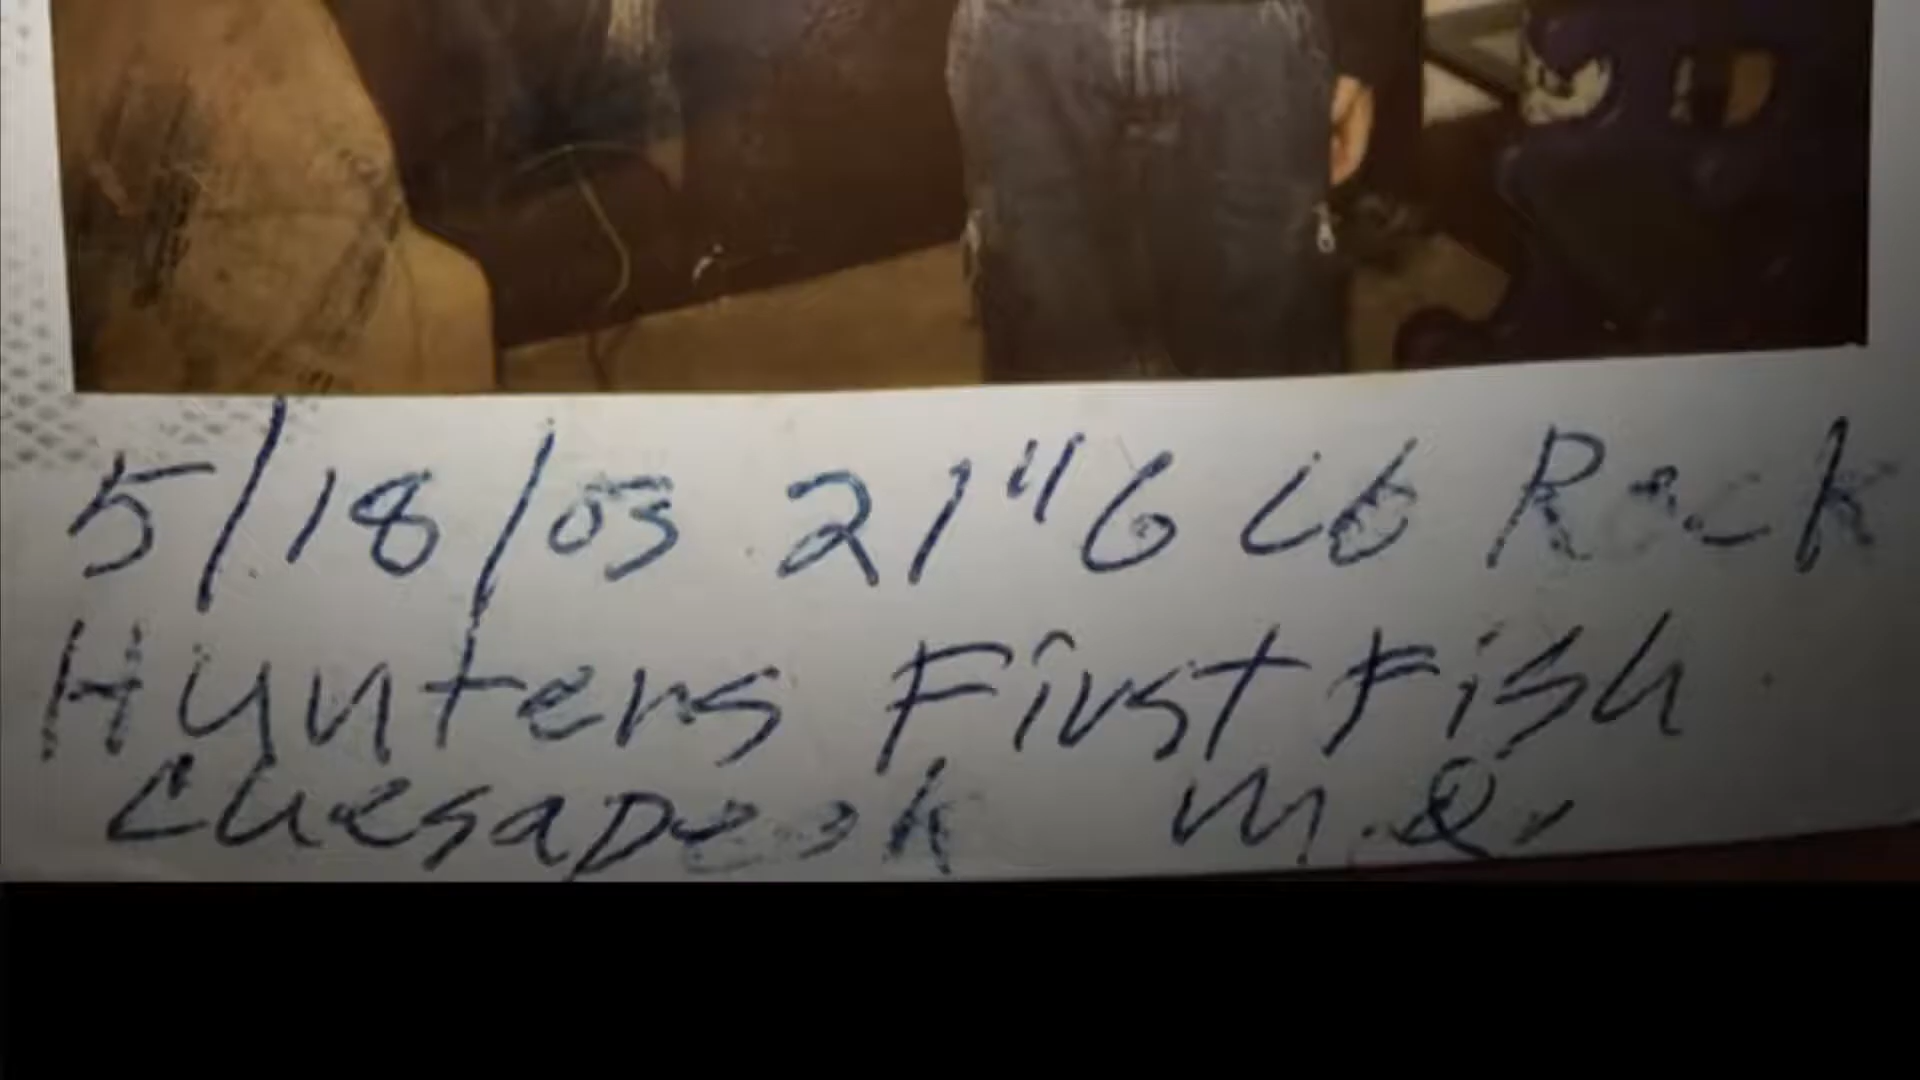 5/18/03 21" 6 Lb Rock
Hunters First Fish
Chesapeak M.D.